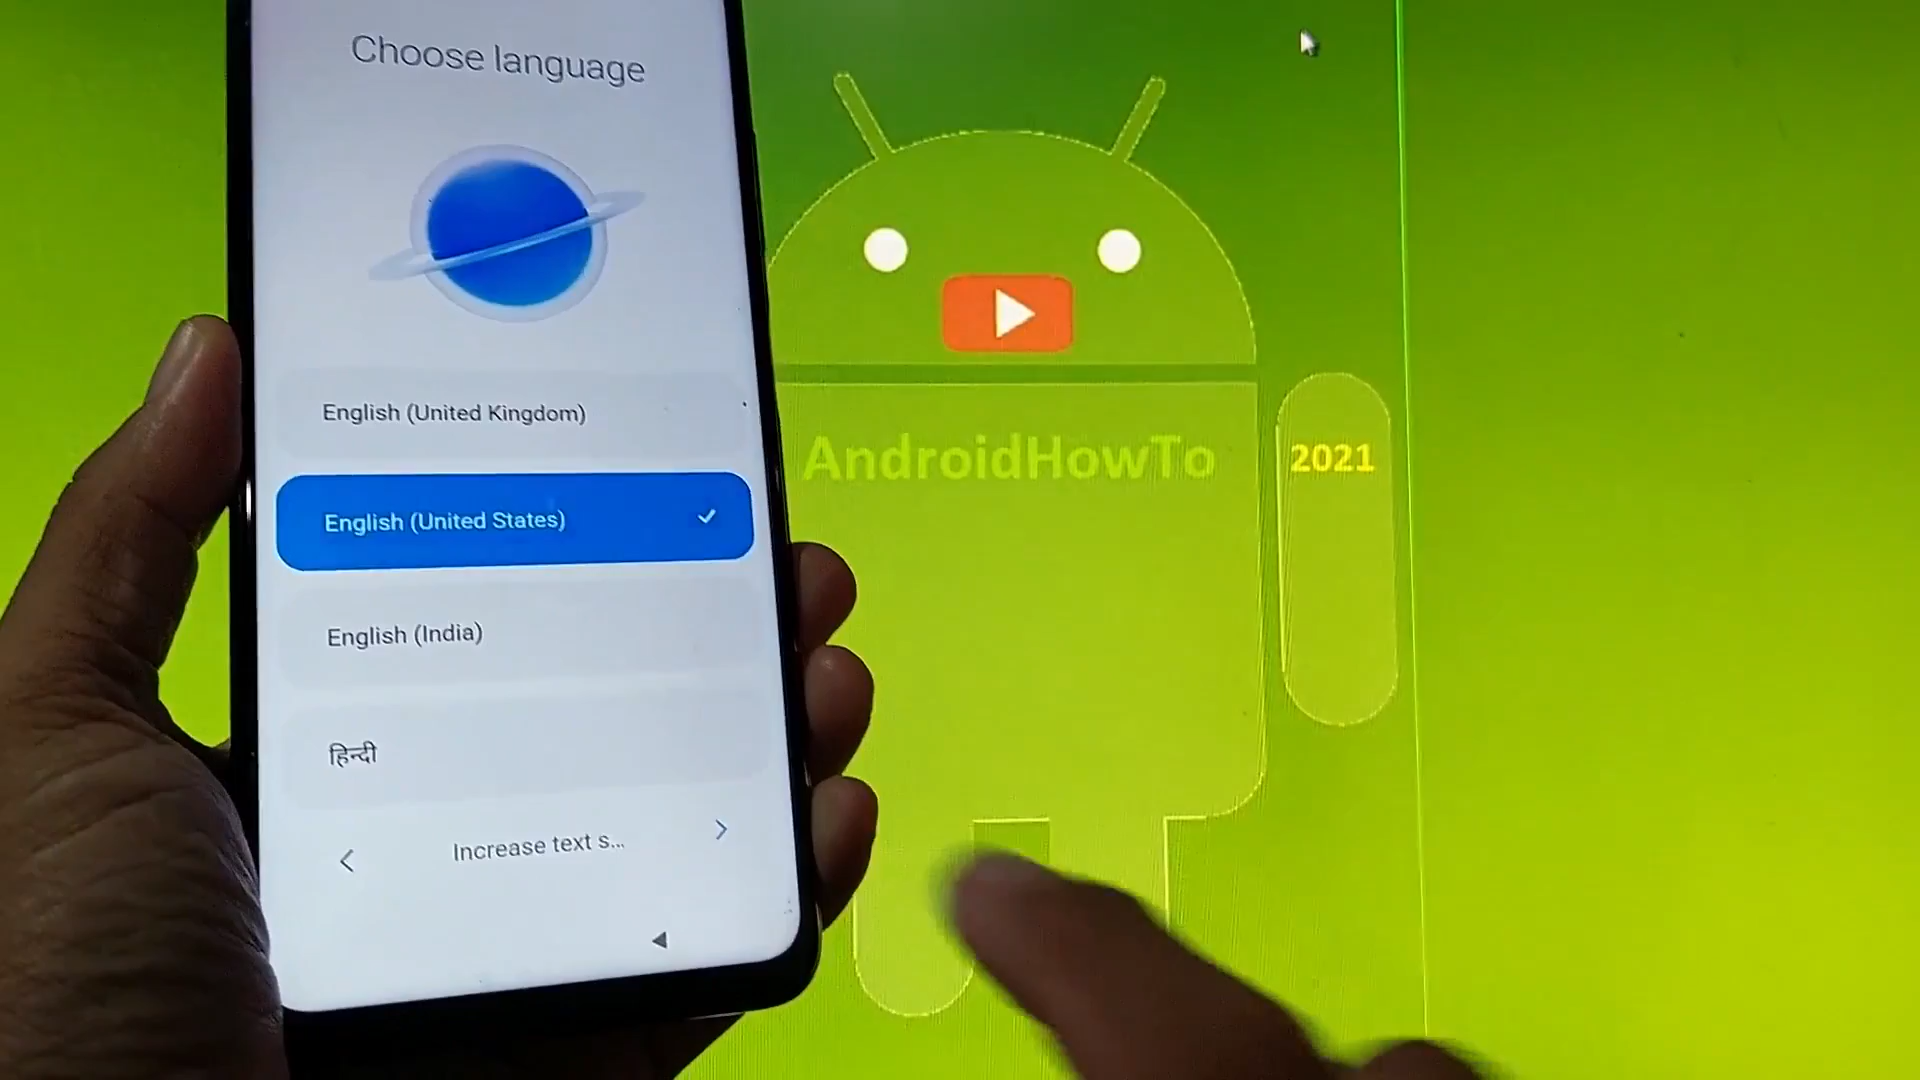 Choose language
English (United Kingdom)
English (United States)
English (India)
हिन्दी
Increase text s...
AndroidHowTo
2021